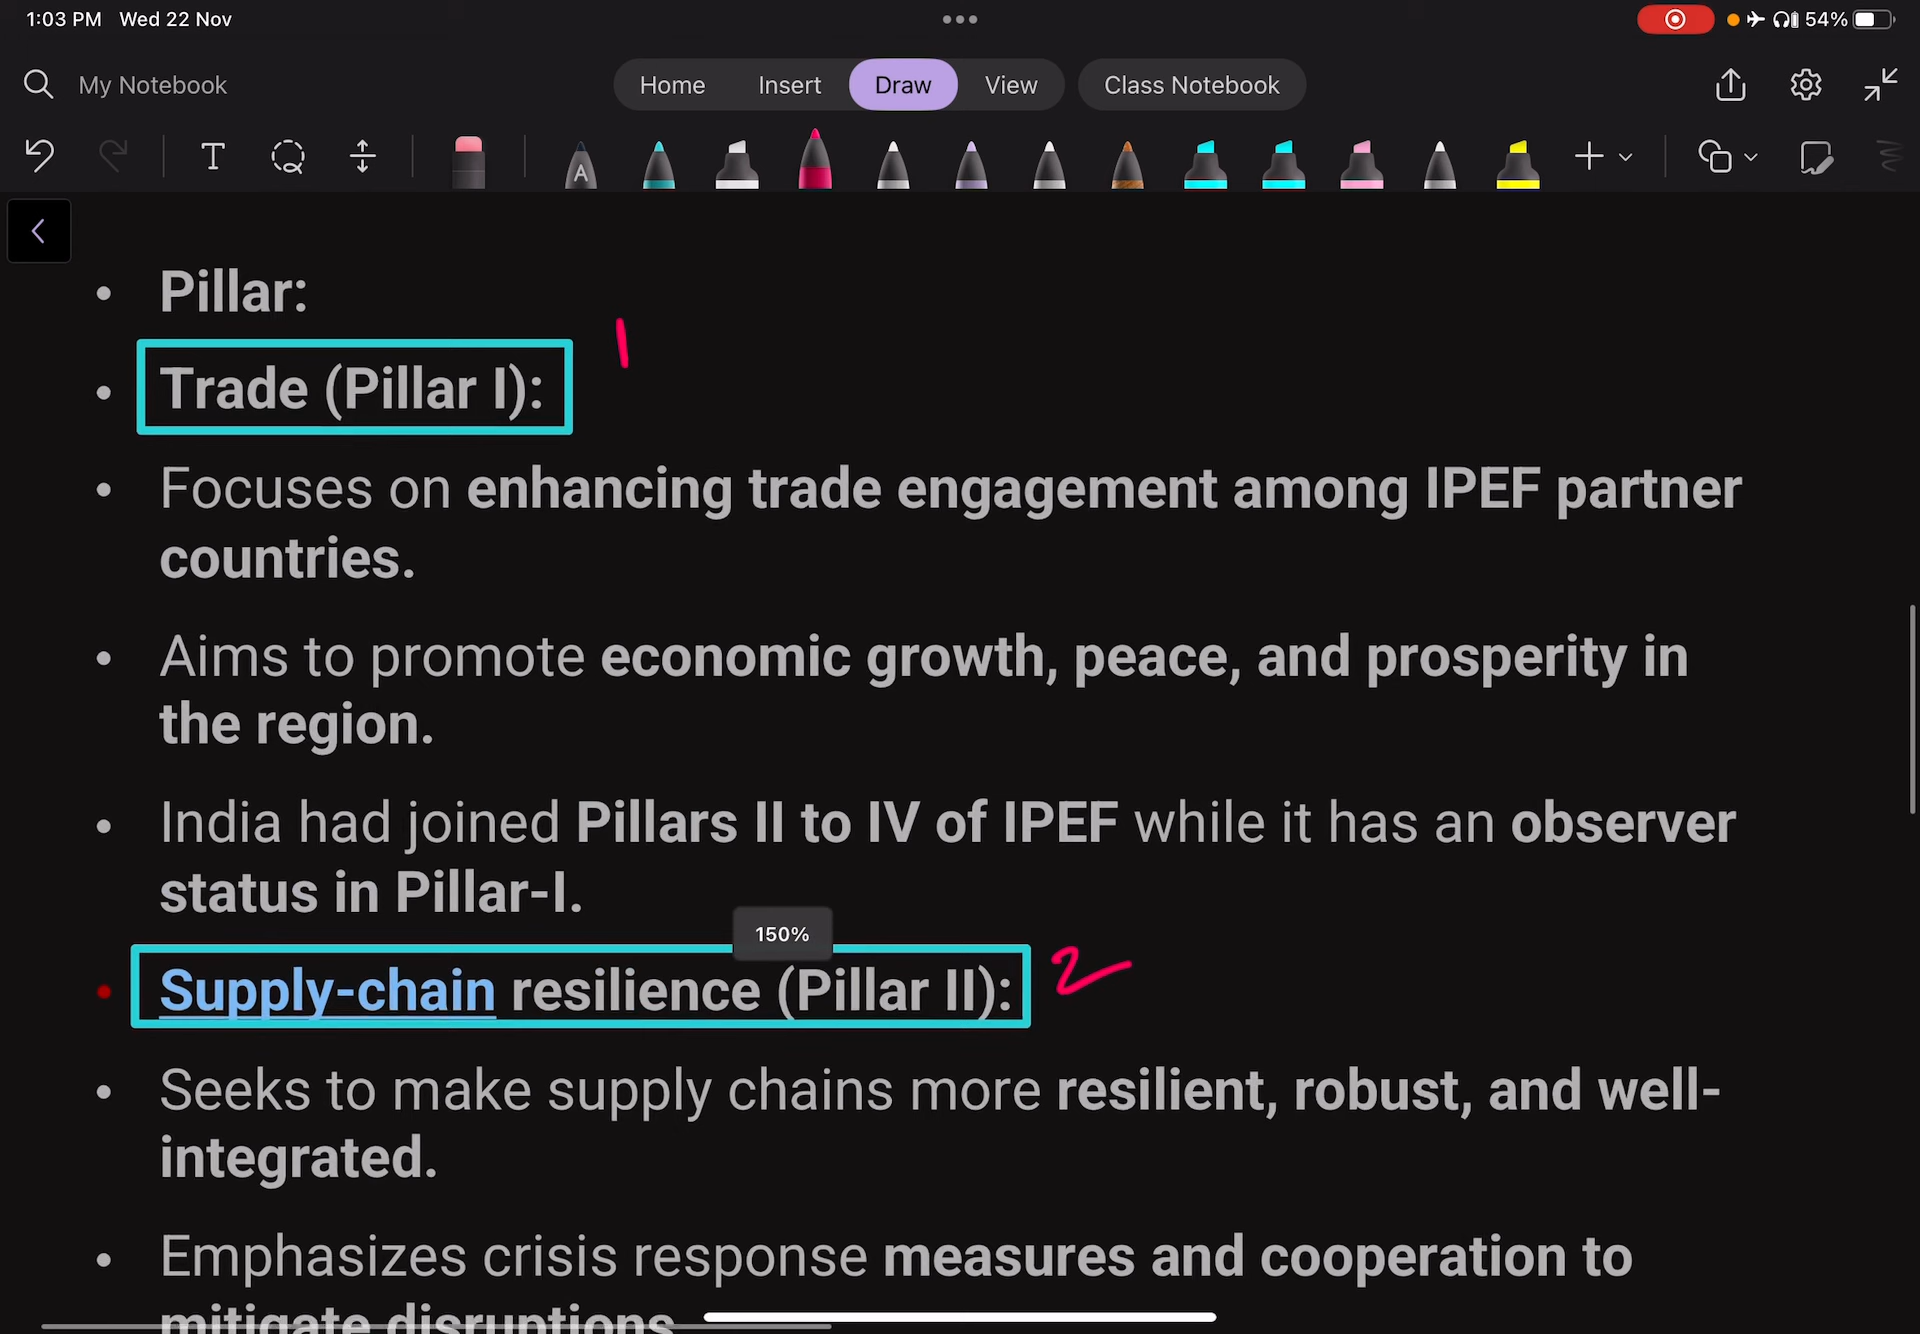 1:03 PM Wed 22 Nov
54%
My Notebook
Home Insert Draw View Class Notebook
T
A
• Pillar:
1
• Trade (Pillar I):
• Focuses on enhancing trade engagement among IPEF partner
countries.
• Aims to promote economic growth, peace, and prosperity in
the region.
• India had joined Pillars II to IV of IPEF while it has an observer
status in Pillar-I.
150%
• Supply-chain resilience (Pillar II): 2
• Seeks to make supply chains more resilient, robust, and well-
integrated.
• Emphasizes crisis response measures and cooperation to
mitigate disruptions